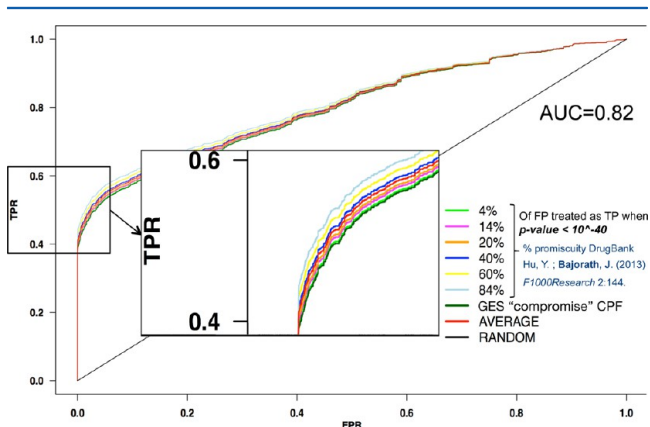 1.0
0.8
0.6
0.4
0.2
0.0
TPR
AUC=0.82
0.6
TPR
0.4
4%
14%
20%
40%
60%
84%
GES “compromise” CPF
AVERAGE
RANDOM
Of FP treated as TP when
p-value < 10^-40
% promiscuity DrugBank
Hu, Y. ; Bajorath, J. (2013)
F1000Research 2:144.
0.0 0.2 0.4 0.6 0.8 1.0
FPR